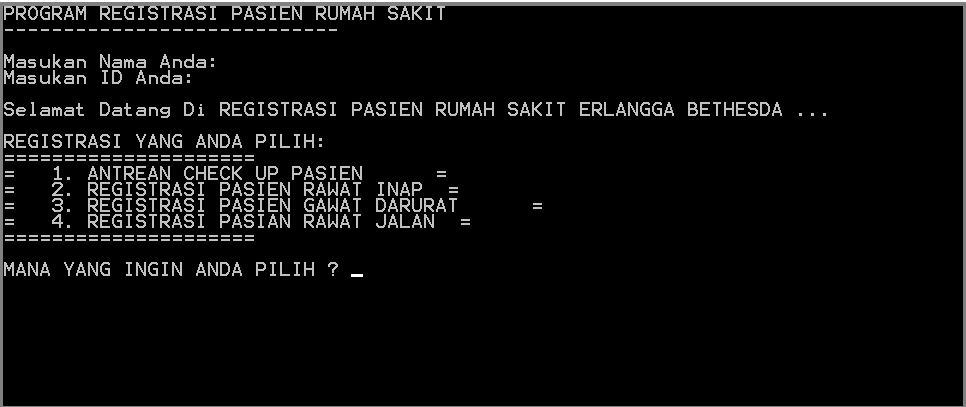 PROGRAM REGISTRASI PASIEN RUMAH SAKIT
----------------------------
Masukan Nama Anda:
Masukan ID Anda:
Selamat Datang Di REGISTRASI PASIEN RUMAH SAKIT ERLANGGA BETHESDA ...
REGISTRASI YANG ANDA PILIH:
=====================
=   1. ANTREAN CHECK UP PASIEN      =
=   2. REGISTRASI PASIEN RAWAT INAP  =
=   3. REGISTRASI PASIEN GAWAT DARURAT      =
=   4. REGISTRASI PASIAN RAWAT JALAN  =
=====================
MANA YANG INGIN ANDA PILIH ? _